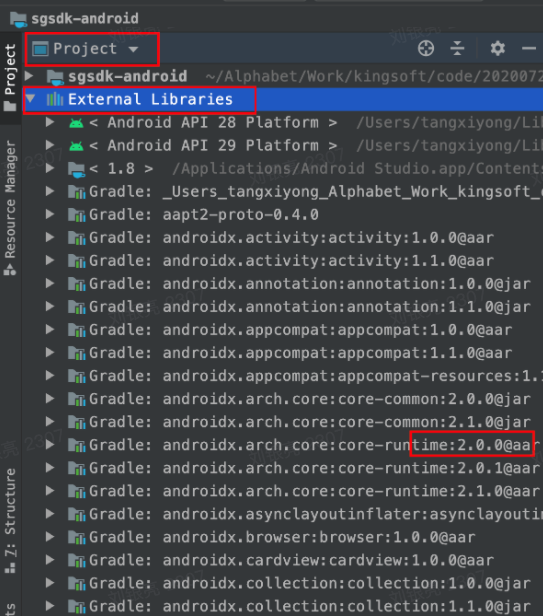 sgsdk-android
Project
sgsdk-android ~/Alphabet/Work/kingsoft/code/2020072
External Libraries
< Android API 28 Platform > /Users/tangxiyong/Lib
< Android API 29 Platform > /Users/tangxiyong/Lib
< 1.8 > /Applications/Android Studio.app/Contents
Gradle: _Users_tangxiyong_Alphabet_Work_kingsoft_
Gradle: aapt2-proto-0.4.0
Gradle: androidx.activity:activity:1.0.0@aar
Gradle: androidx.activity:activity:1.1.0@aar
Gradle: androidx.annotation:annotation:1.0.0@jar
Gradle: androidx.annotation:annotation:1.1.0@jar
Gradle: androidx.appcompat:appcompat:1.0.0@aar
Gradle: androidx.appcompat:appcompat:1.1.0@aar
Gradle: androidx.appcompat:appcompat-resources:1.1
Gradle: androidx.arch.core:core-common:2.0.0@jar
Gradle: androidx.arch.core:core-common:2.1.0@jar
Gradle: androidx.arch.core:core-runtime:2.0.0@aar
Gradle: androidx.arch.core:core-runtime:2.0.1@aar
Gradle: androidx.arch.core:core-runtime:2.1.0@aar
Gradle: androidx.asynclayoutinflater:asynclayoutin
Gradle: androidx.browser:browser:1.0.0@aar
Gradle: androidx.cardview:cardview:1.0.0@aar
Gradle: androidx.collection:collection:1.0.0@jar
Gradle: androidx.collection:collection:1.1.0@jar
Project
Resource Manager
Z: Structure